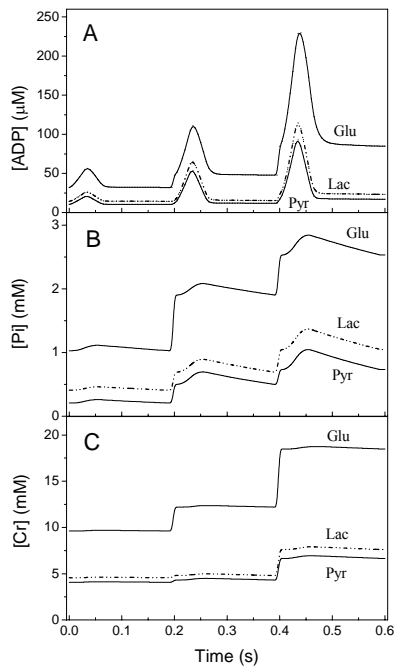 A
250
200
150
100
50
0
[ADP] (μM)
Glu
Lac
Pyr
B
3
2
1
0
[Pi] (mM)
Glu
Lac
Pyr
C
20
15
10
5
0
[Cr] (mM)
Glu
Lac
Pyr
0.0 0.1 0.2 0.3 0.4 0.5 0.6
Time (s)